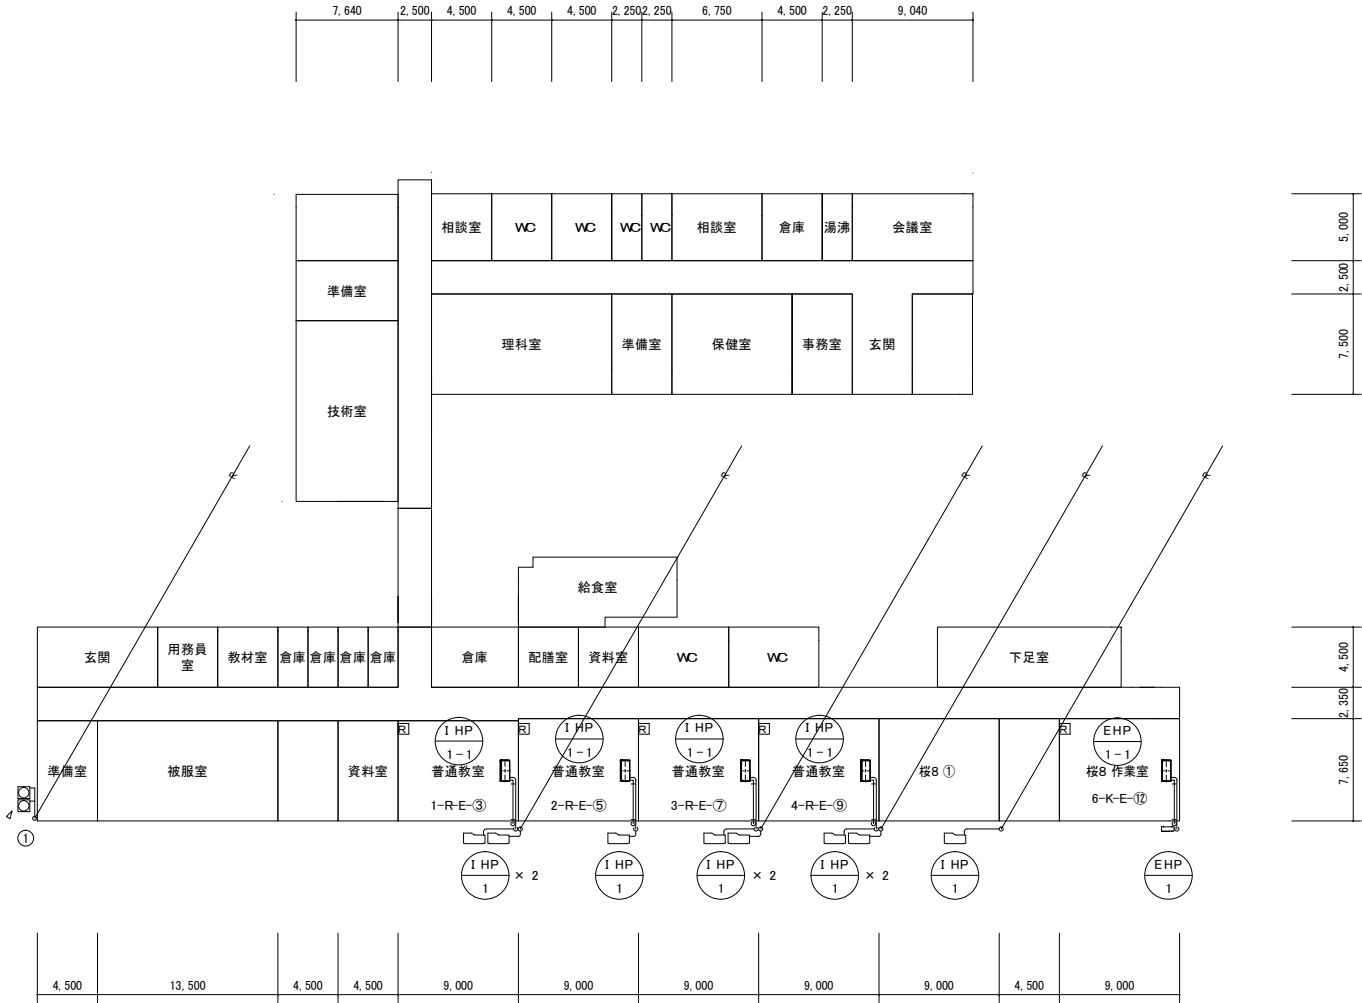 7,640 2,500 4,500 4,500 4,500 2,250 2,250 6,750 4,500 2,250 9,040
相談室 WC WC WC WC 相談室 倉庫 湯沸 会議室
5,000
2,500
準備室
理科室 準備室 保健室 事務室 玄関
7,500
技術室
R R R R R
給食室
玄関 用務員室 教材室 倉庫 倉庫 倉庫 倉庫 倉庫 配膳室 資料室 WC WC 下足室
4,500
2,350
R R R R R
IHP IHP IHP IHP EHP
1-1 1-1 1-1 1-1 1-1
準備室 被服室 資料室 普通教室 普通教室 普通教室 普通教室 桜8 ① 桜8 作業室
7,650
1-R-E-③ 2-R-E-⑤ 3-R-E-⑦ 4-R-E-⑨ 6-K-E-⑫
①
IHP × 2 IHP IHP × 2 IHP × 2 IHP EHP
1 1 1 1 1 1
4,500 13,500 4,500 4,500 9,000 9,000 9,000 9,000 9,000 4,500 9,000